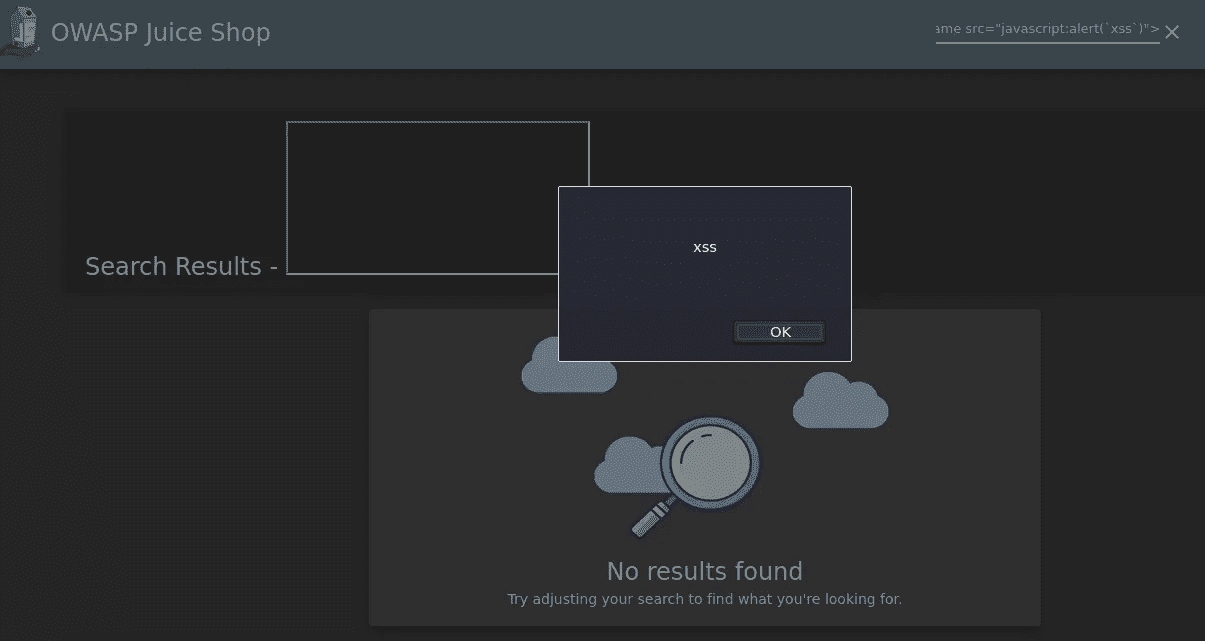 OWASP Juice Shop
ame src="javascript:alert(`xss`)">
xss
Search Results -
OK
No results found
Try adjusting your search to find what you're looking for.